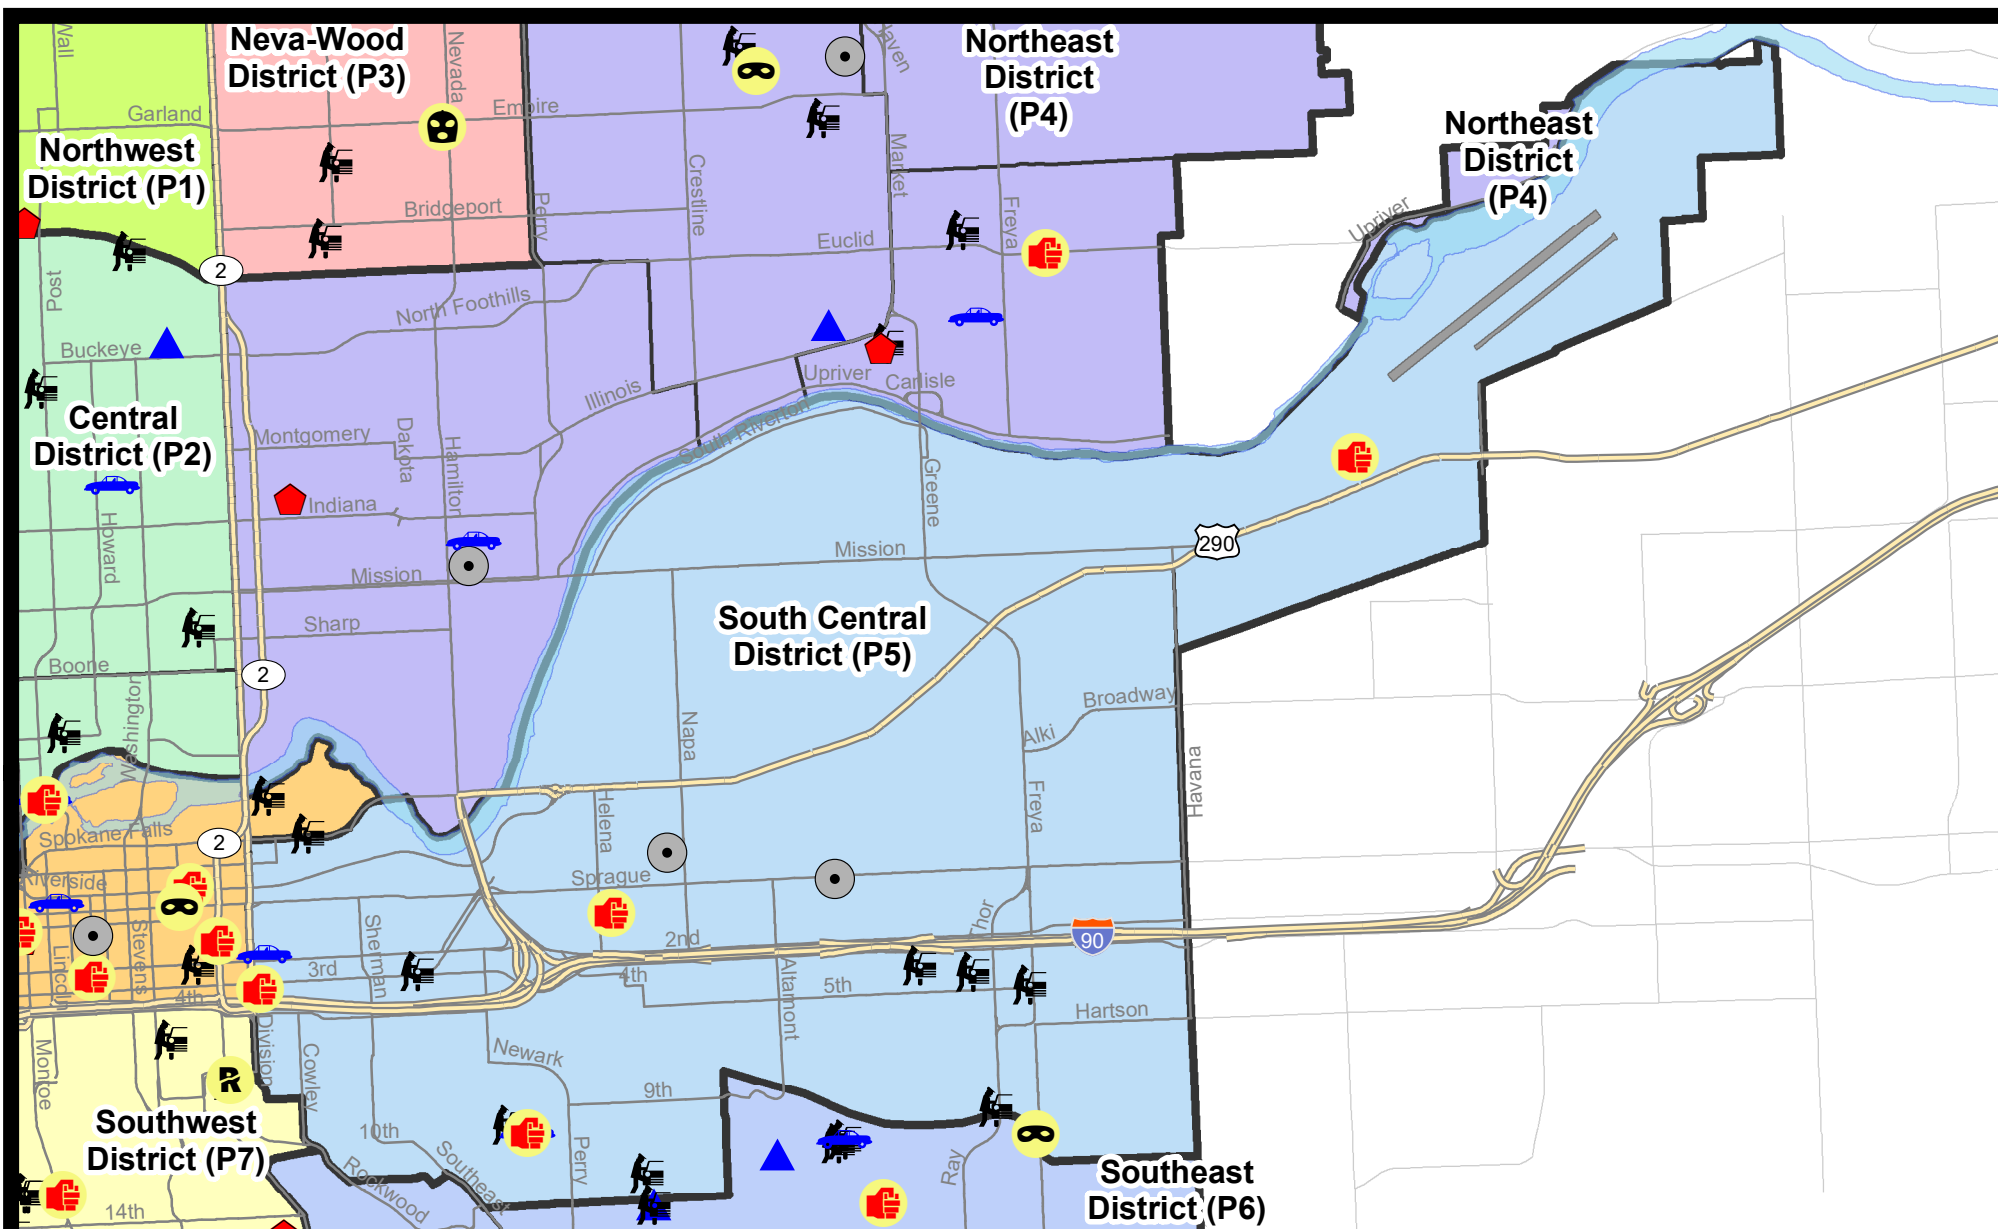 Wall
Neva-Wood
District (P3)
Nevada
Haven
Northeast
District
(P4)
Garland
Empire
Northwest
District (P1)
Market
Northeast
District
(P4)
Crestline
Bridgeport
Perry
Euclid
Freya
Upriver
2
Post
North Foothills
Buckeye
Illinois
Upriver
Carlisle
Central
District (P2)
South Riverton
Montgomery
Dakota
Hamilton
Greene
Indiana
Howard
290
Mission
Mission
Sharp
South Central
District (P5)
Boone
2
Washington
Napa
Broadway
Alki
Havana
Helena
Freya
Spokane Falls
2
Riverside
Sprague
Sherman
Stevens
Lincoln
Thor
2nd
90
3rd
4th
4th
5th
Altamont
Hartson
Division
Cowley
Monroe
Newark
R
9th
Southwest
District (P7)
10th
Southeast
Perry
Ray
Rockwood
Southeast
District (P6)
14th